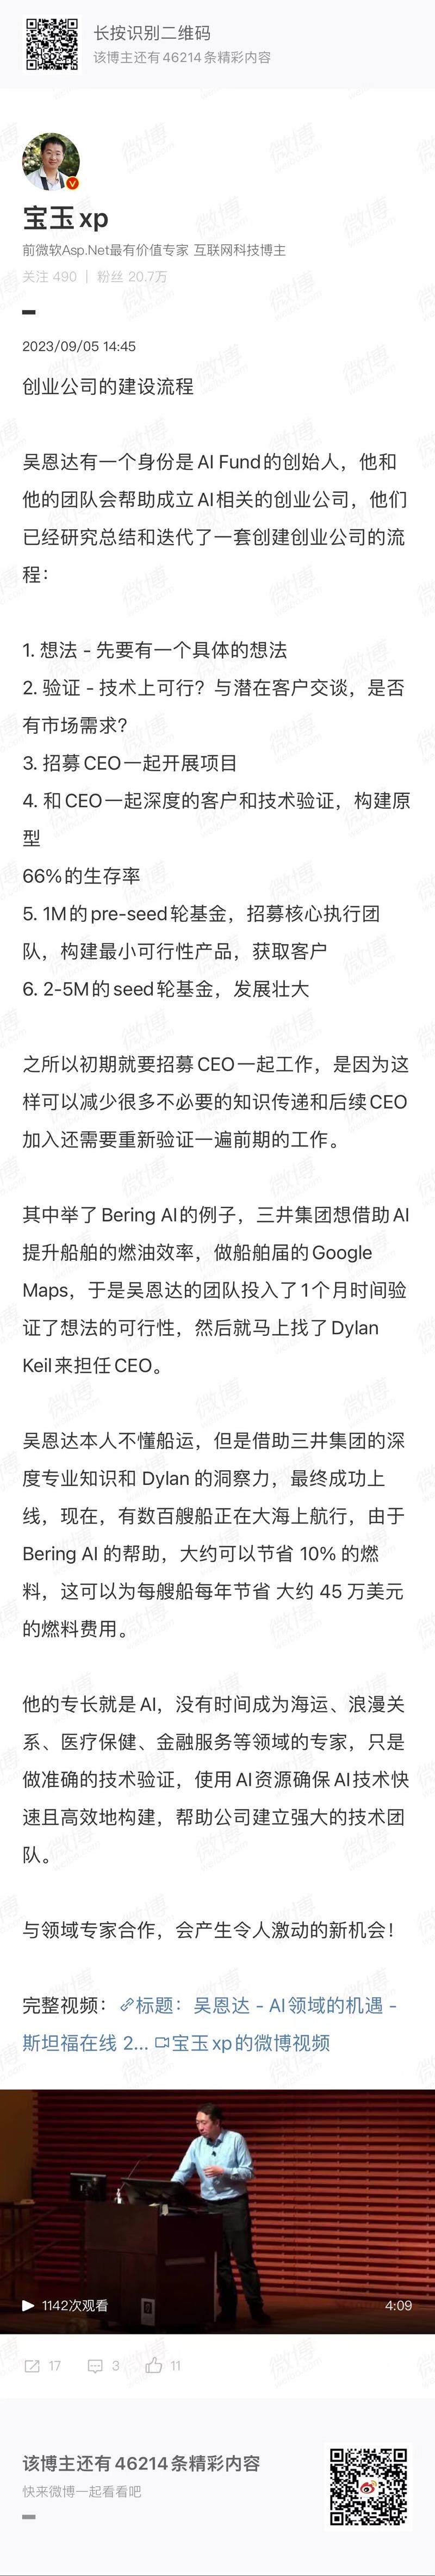 长按识别二维码
该博主还有46214条精彩内容
宝玉xp
前微软Asp.Net最有价值专家 互联网科技博主
关注 490 | 粉丝 20.7万
2023/09/05 14:45
创业公司的建设流程
吴恩达有一个身份是AI Fund的创始人，他和
他的团队会帮助成立AI相关的创业公司，他们
已经研究总结和迭代了一套创建创业公司的流
程：
1. 想法 - 先要有一个具体的想法
2. 验证 - 技术上可行？与潜在客户交谈，是否
有市场需求？
3. 招募CEO一起开展项目
4. 和CEO一起深度的客户和技术验证，构建原
型
66%的生存率
5. 1M的pre-seed轮基金，招募核心执行团
队，构建最小可行性产品，获取客户
6. 2-5M的seed轮基金，发展壮大
之所以初期就要招募CEO一起工作，是因为这
样可以减少很多不必要的知识传递和后续CEO
加入还需要重新验证一遍前期的工作。
其中举了Bering AI的例子，三井集团想借助AI
提升船舶的燃油效率，做船舶届的Google
Maps，于是吴恩达的团队投入了1个月时间验
证了想法的可行性，然后就马上找了Dylan
Keil来担任CEO。
吴恩达本人不懂船运，但是借助三井集团的深
度专业知识和 Dylan 的洞察力，最终成功上
线，现在，有数百艘船正在大海上航行，由于
Bering AI 的帮助，大约可以节省 10% 的燃
料，这可以为每艘船每年节省 大约 45 万美元
的燃料费用。
他的专长就是AI，没有时间成为海运、浪漫关
系、医疗保健、金融服务等领域的专家，只是
做准确的技术验证，使用AI资源确保AI技术快
速且高效地构建，帮助公司建立强大的技术团
队。
与领域专家合作，会产生令人激动的新机会！
完整视频：标题：吴恩达 - AI领域的机遇 -
斯坦福在线 2... 宝玉xp的微博视频
1142次观看
4:09
17
3
11
该博主还有46214条精彩内容
快来微博一起看看吧